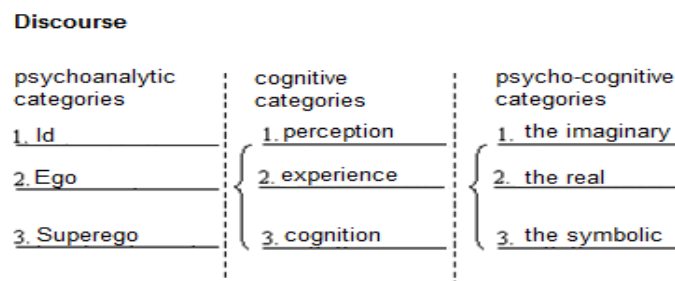 Discourse
psychoanalytic categories
cognitive categories
psycho-cognitive categories
1. Id
1. perception
1. the imaginary
2. Ego
2. experience
2. the real
3. Superego
3. cognition
3. the symbolic